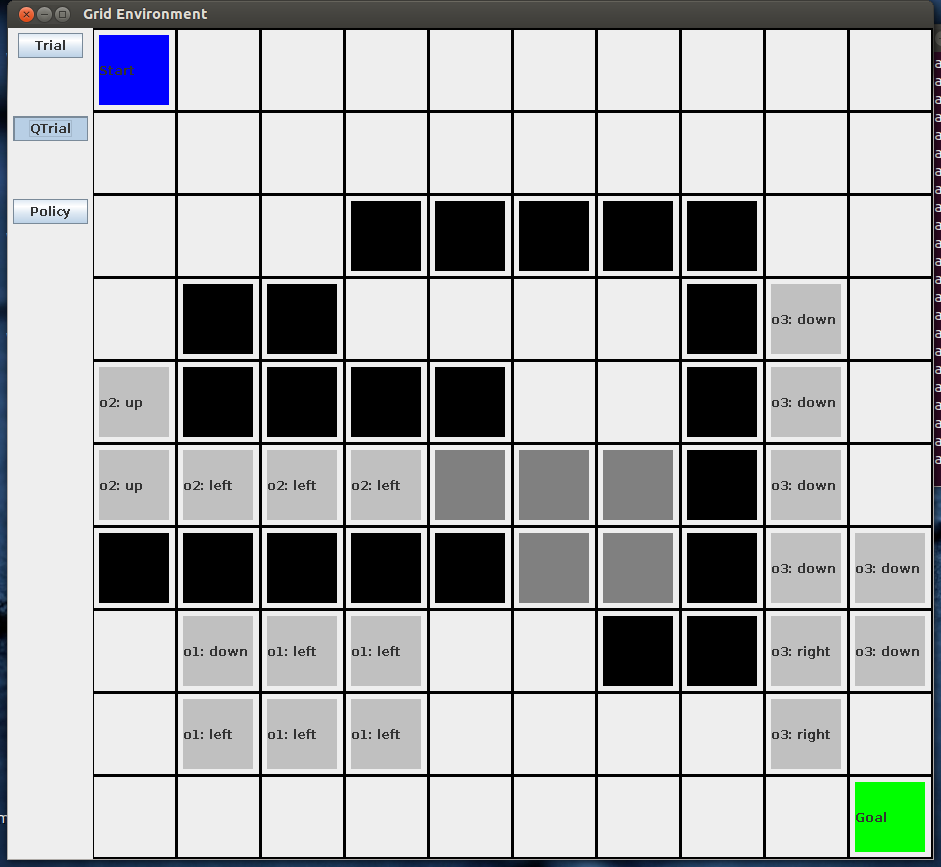 Grid Environment
Trial
Start
QTrial
Policy
o3: down
o2: up
o3: down
o2: up
o2: left
o2: left
o2: left
o3: down
o3: down
o3: down
o1: down
o1: left
o1: left
o3: right
o3: down
o1: left
o1: left
o1: left
o3: right
Goal